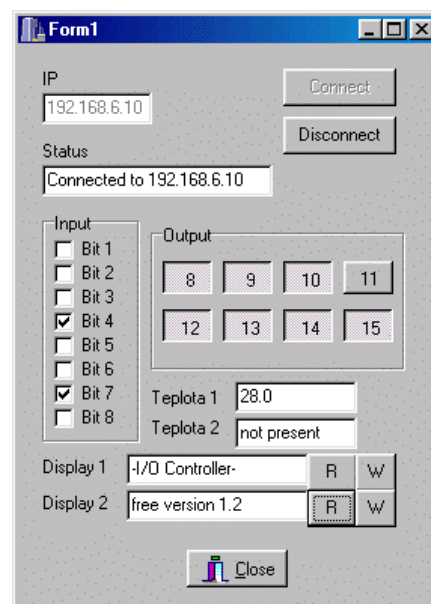 Form1
IP
Connect
192.168.6.10
Disconnect
Status
Connected to 192.168.6.10
Input
Bit 1
Bit 2
Bit 3
Bit 4
Bit 5
Bit 6
Bit 7
Bit 8
Output
8 9 10 11
12 13 14 15
Teplota 1 28.0
Teplota 2 not present
Display 1 -I/O Controller- R W
Display 2 free version 1.2 R W
Close